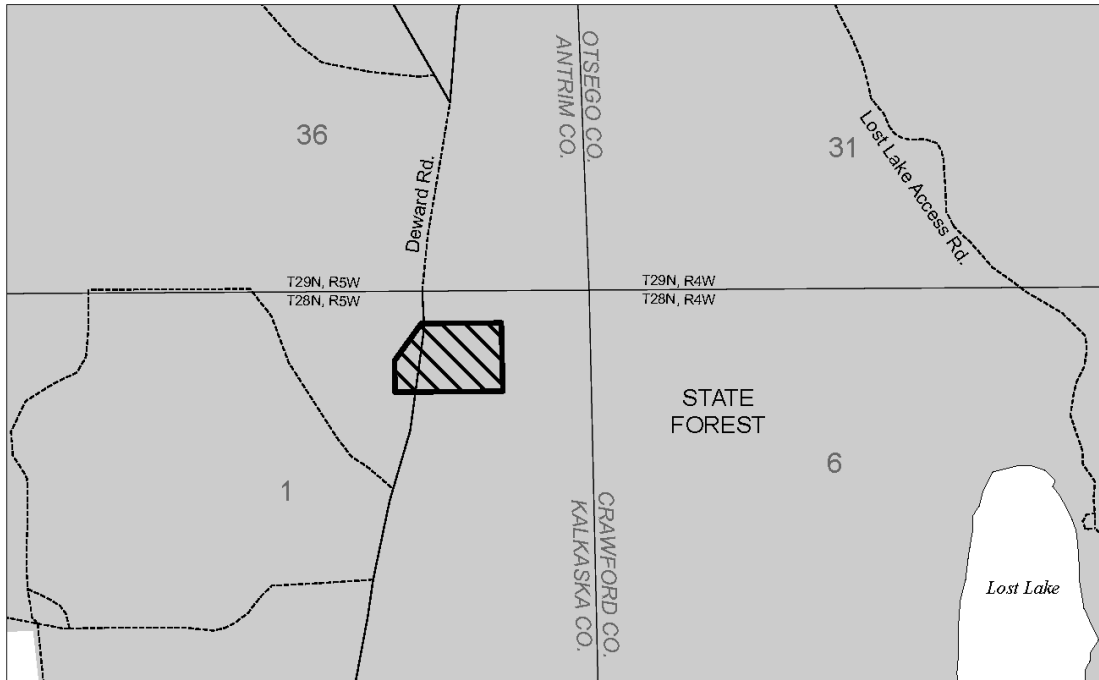 OTSEGO CO.
ANTRIM CO.
36
31
Lost Lake Access Rd.
Deward Rd.
T29N, R5W
T28N, R5W
T29N, R4W
T28N, R4W
STATE
FOREST
6
1
CRAWFORD CO.
KALKASKA CO.
Lost Lake